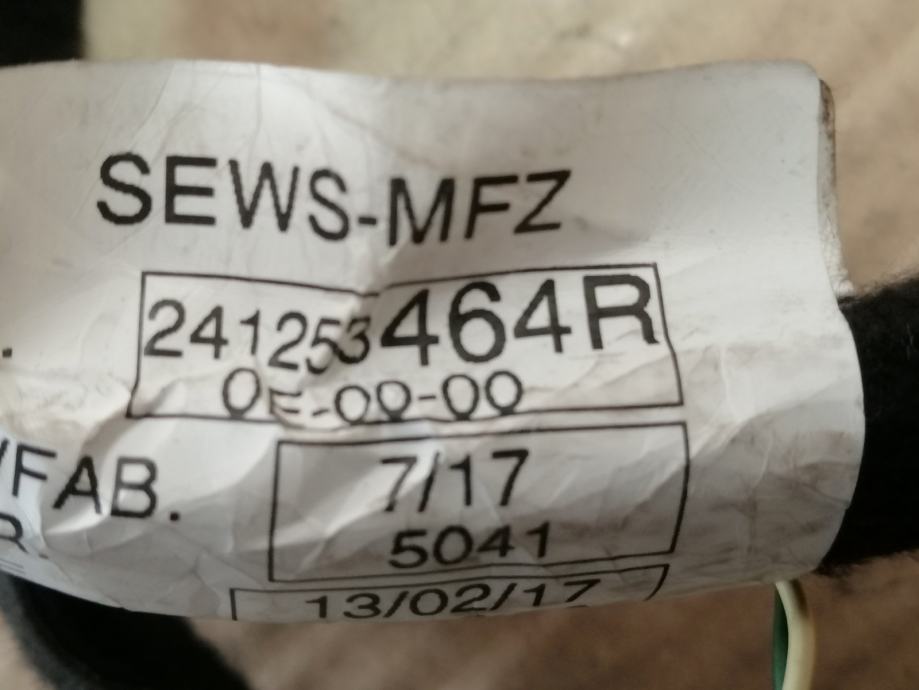 SEWS-MFZ
241253464R
0E-00-00
7/17
FAB.
5041
13/02/17